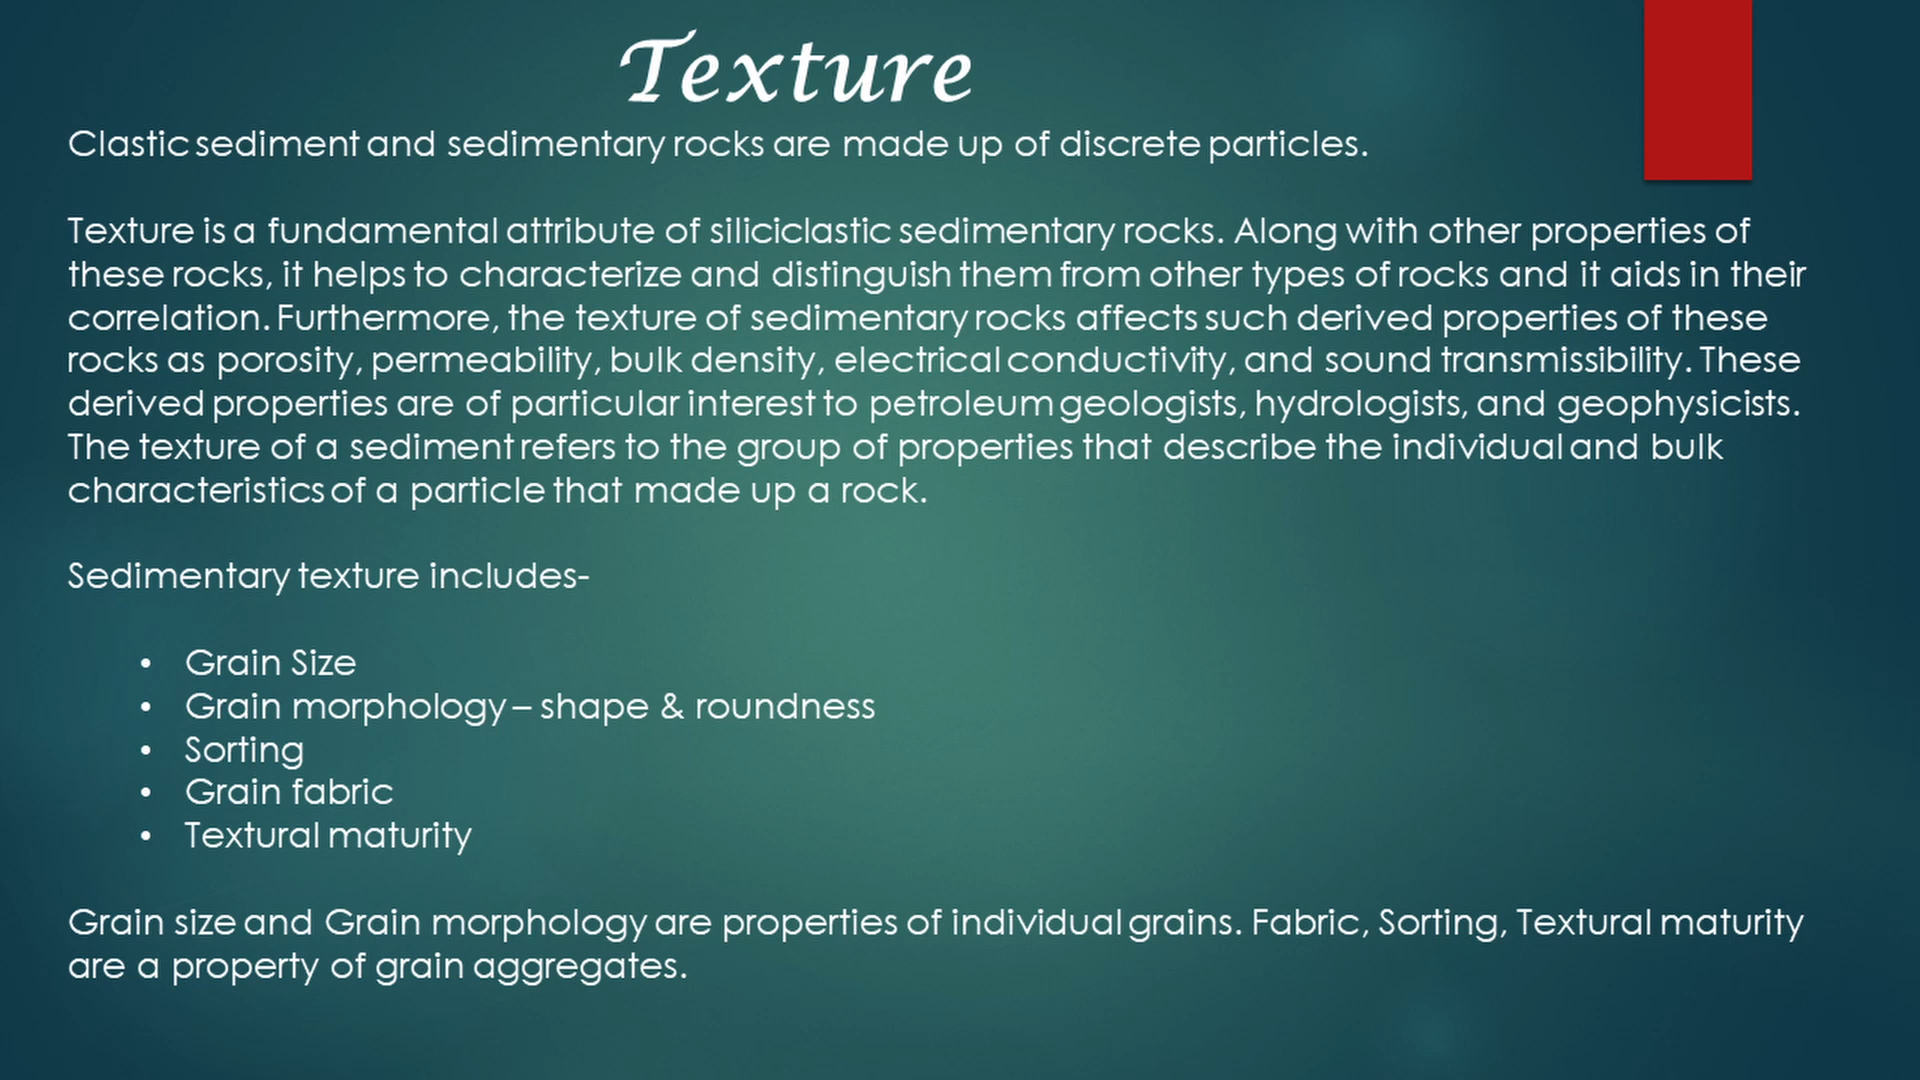 Texture
Clastic sediment and sedimentary rocks are made up of discrete particles.
Texture is a fundamental attribute of siliciclastic sedimentary rocks. Along with other properties of
these rocks, it helps to characterize and distinguish them from other types of rocks and it aids in their
correlation. Furthermore, the texture of sedimentary rocks affects such derived properties of these
rocks as porosity, permeability, bulk density, electrical conductivity, and sound transmissibility. These
derived properties are of particular interest to petroleum geologists, hydrologists, and geophysicists.
The texture of a sediment refers to the group of properties that describe the individual and bulk
characteristics of a particle that made up a rock.
Sedimentary texture includes-
• Grain Size
• Grain morphology – shape & roundness
• Sorting
• Grain fabric
• Textural maturity
Grain size and Grain morphology are properties of individual grains. Fabric, Sorting, Textural maturity
are a property of grain aggregates.